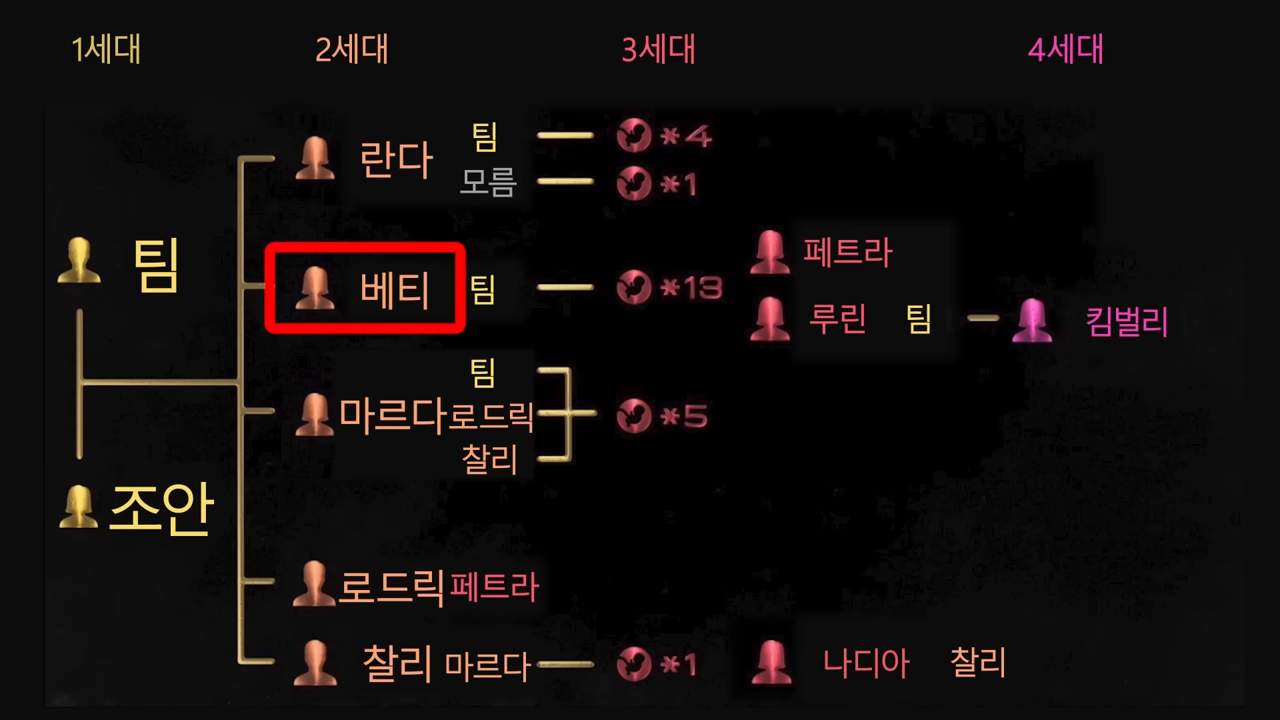 1세대 2세대 3세대 4세대
란다 팀 *4
모름 *1
팀
베티 팀 *13 페트라
루린 팀 킴벌리
팀
마르다 로드릭 *5
찰리
조안
로드릭 페트라
찰리 마르다 *1 나디아 찰리